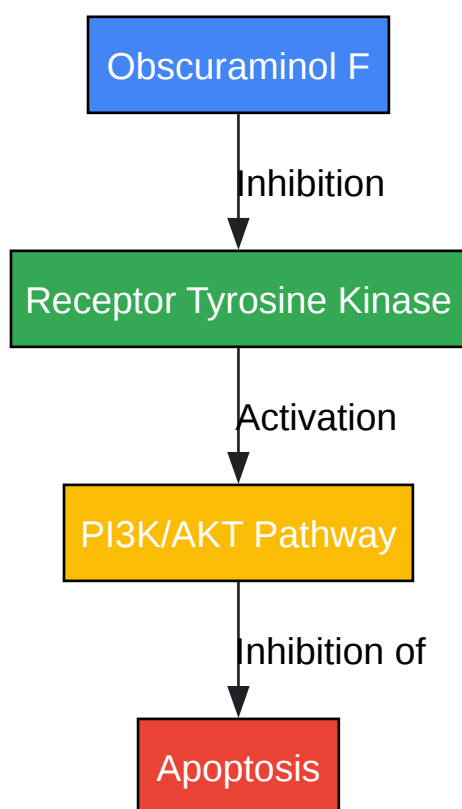 Obscuraminol F
Inhibition
Receptor Tyrosine Kinase
Activation
PI3K/AKT Pathway
Inhibition of
Apoptosis